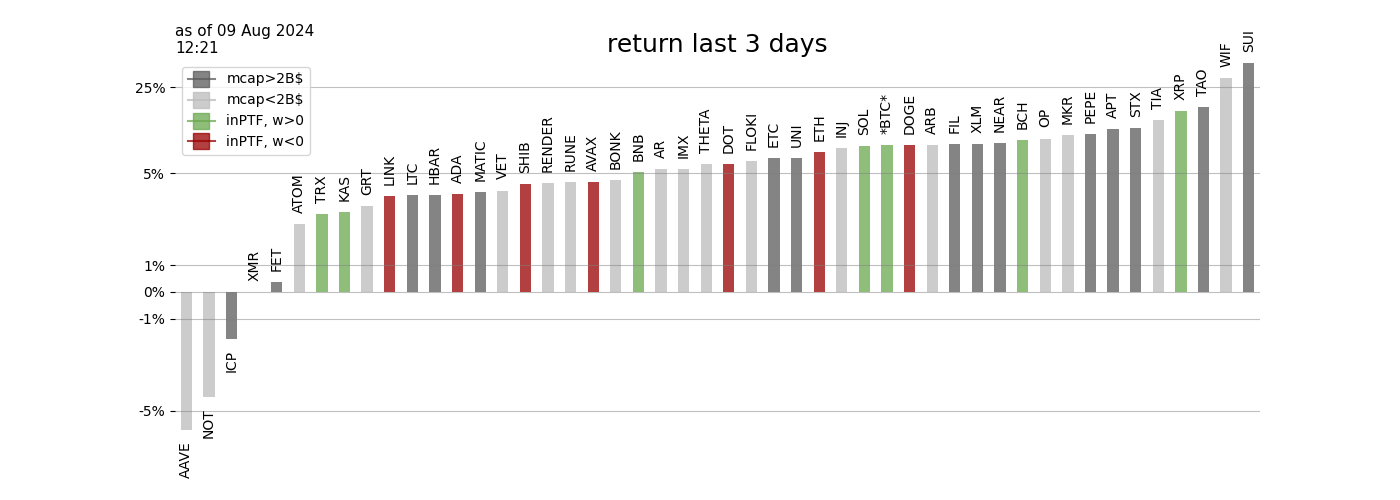 as of 09 Aug 2024
12:21
return last 3 days
mcap>2B$
mcap<2B$
inPTF, w>0
inPTF, w<0
25%
5%
1%
0%
-1%
-5%
AAVE
NOT
ICP
XMR
FET
ATOM
TRX
KAS
GRT
LINK
LTC
HBAR
ADA
MATIC
VET
SHIB
RENDER
RUNE
AVAX
BONK
BNB
AR
IMX
THETA
DOT
FLOKI
ETC
UNI
ETH
INJ
SOL
*BTC*
DOGE
ARB
FIL
XLM
NEAR
BCH
OP
MKR
PEPE
APT
STX
TIA
XRP
TAO
WIF
SUI